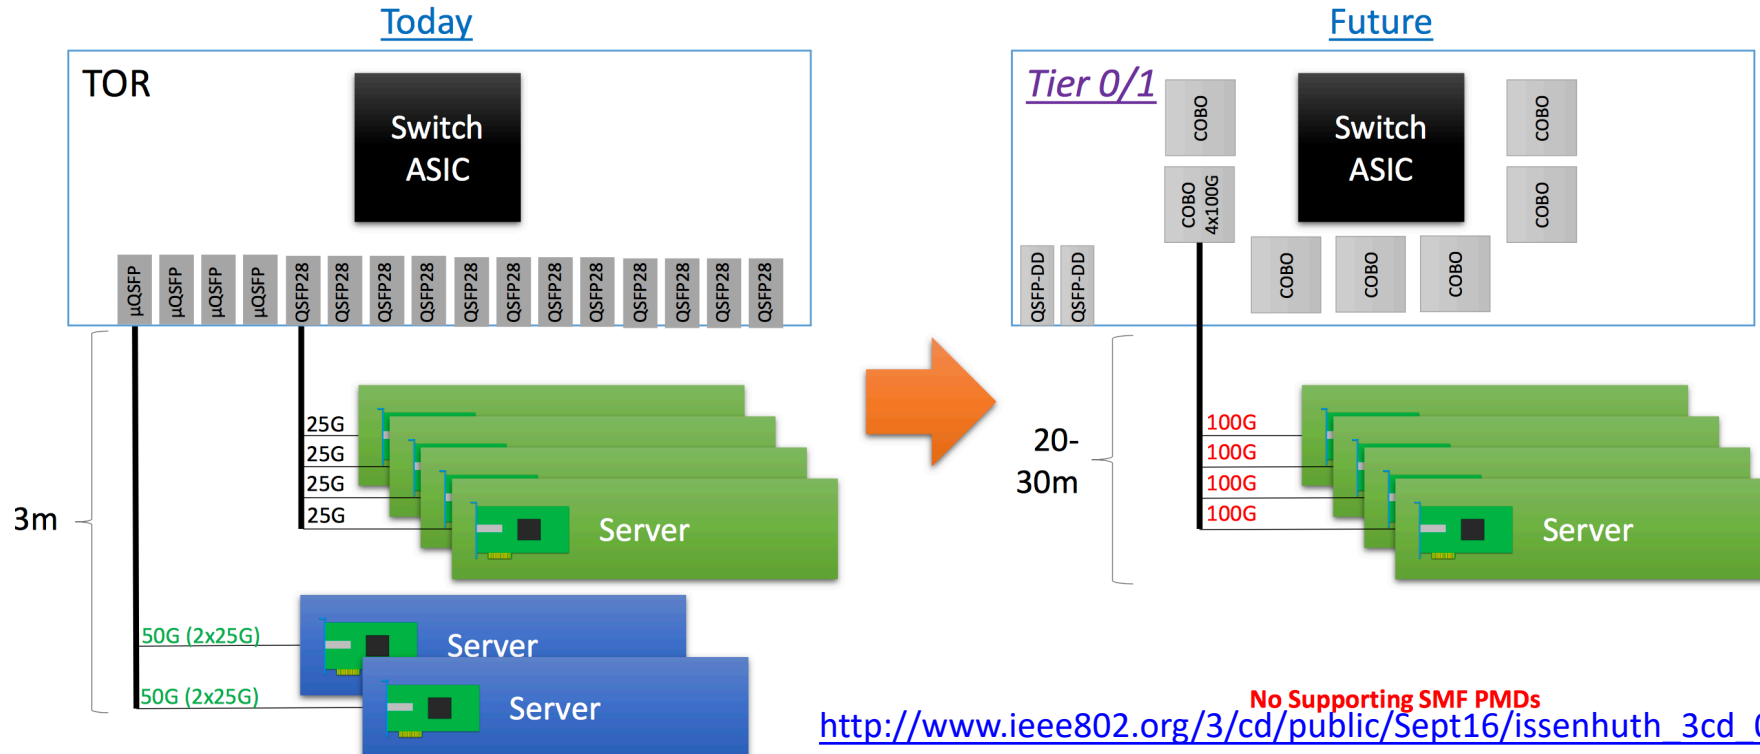 Today
TOR
Switch
ASIC
µQSFP
µQSFP
µQSFP
µQSFP
QSFP28
QSFP28
QSFP28
QSFP28
QSFP28
QSFP28
QSFP28
QSFP28
QSFP28
QSFP28
QSFP28
QSFP28
3m
25G
25G
25G
25G
Server
50G (2x25G)
Server
50G (2x25G)
Server
Future
Tier 0/1
COBO
COBO
4x100G
Switch
ASIC
COBO
COBO
COBO
COBO
COBO
QSFP-DD
QSFP-DD
20-
30m
100G
100G
100G
100G
Server
No Supporting SMF PMDs
http://www.ieee802.org/3/cd/public/Sept16/issenhuth_3cd_